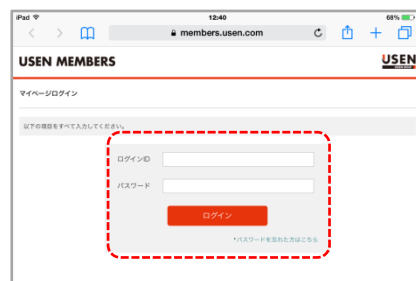 iPad 12:40 68%
members.usen.com
USEN MEMBERS USEN
マイページログイン
以下の項目をすべて入力してください。
ログインID
パスワード
ログイン
パスワードを忘れた方はこちら